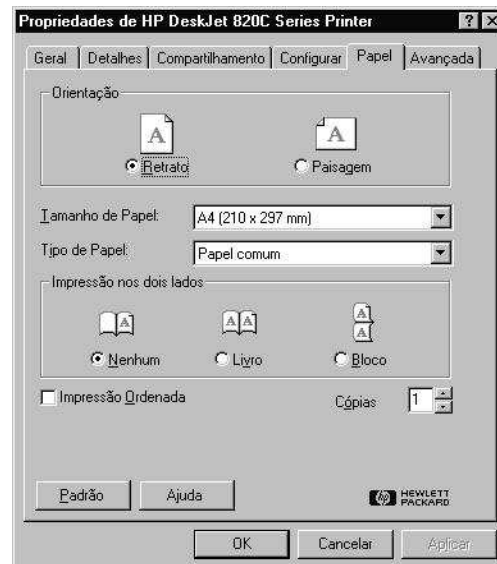 Propriedades de HP DeskJet 820C Series Printer
Geral Detalhes Compartilhamento Configurar Papel Avançada
Orientação
A A
Retrato Paisagem
Tamanho de Papel: A4 (210 x 297 mm)
Tipo de Papel: Papel comum
Impressão nos dois lados
A AA A A
Nenhum Livro Bloco
Impressão Ordenada Cópias 1
Padrão Ajuda hp HEWLETT PACKARD
OK Cancelar Aplicar